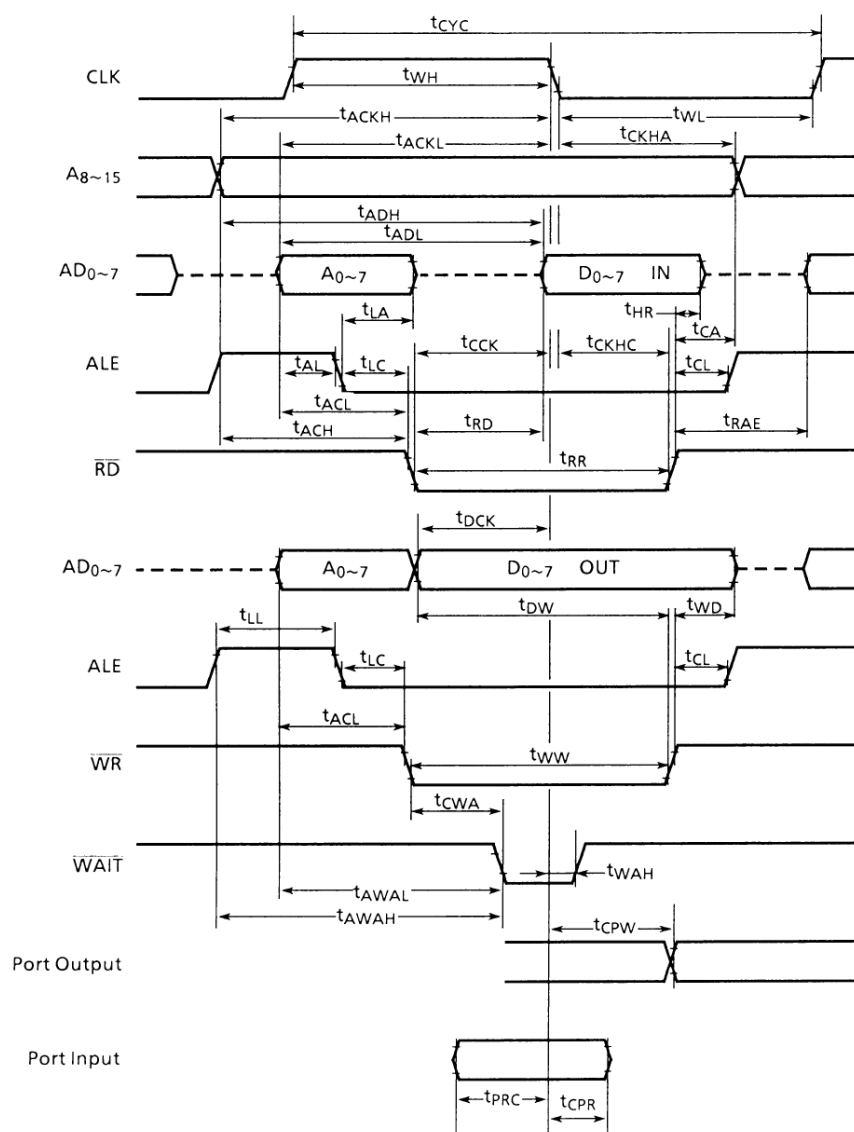 tCYC
CLK
tWH
tACKH
tWL
tACKL
tCKHA
A8~15
tADH
tADL
AD0~7
A0~7
D0~7 IN
tLA
tHR
tCA
tCCK
tCKHC
ALE
tAL
tLC
tCL
tACL
tRD
tRAE
tACH
tRR
RD
tDCK
AD0~7
A0~7
D0~7 OUT
tDW
tWD
tLL
ALE
tLC
tCL
tACL
WR
tWW
tCWA
WAIT
tWAH
tAWAL
tAWAH
tCPW
Port Output
Port Input
tPRC
tCPR